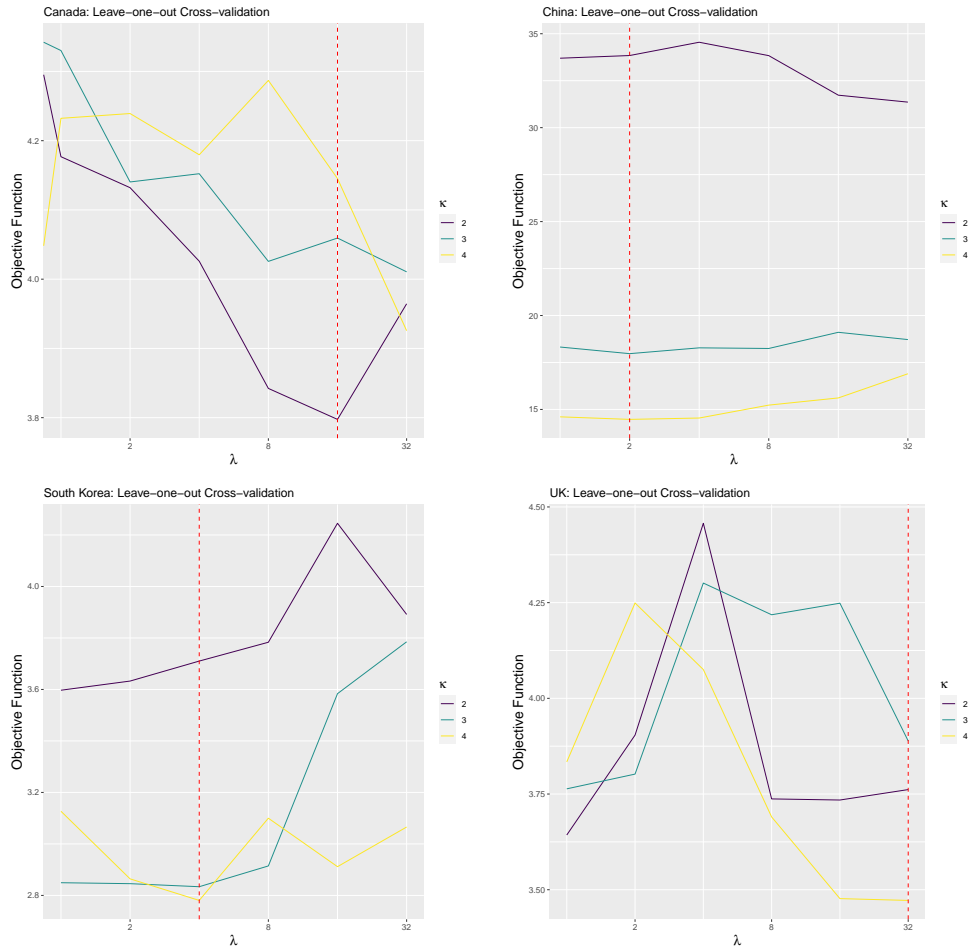 Canada: Leave−one−out Cross−validation
Objective Function
4.2
4.0
3.8
2
8
32
λ
κ
2
3
4
China: Leave−one−out Cross−validation
Objective Function
35
30
25
20
15
2
8
32
λ
κ
2
3
4
South Korea: Leave−one−out Cross−validation
Objective Function
4.0
3.6
3.2
2.8
2
8
32
λ
κ
2
3
4
UK: Leave−one−out Cross−validation
Objective Function
4.50
4.25
4.00
3.75
3.50
2
8
32
λ
κ
2
3
4